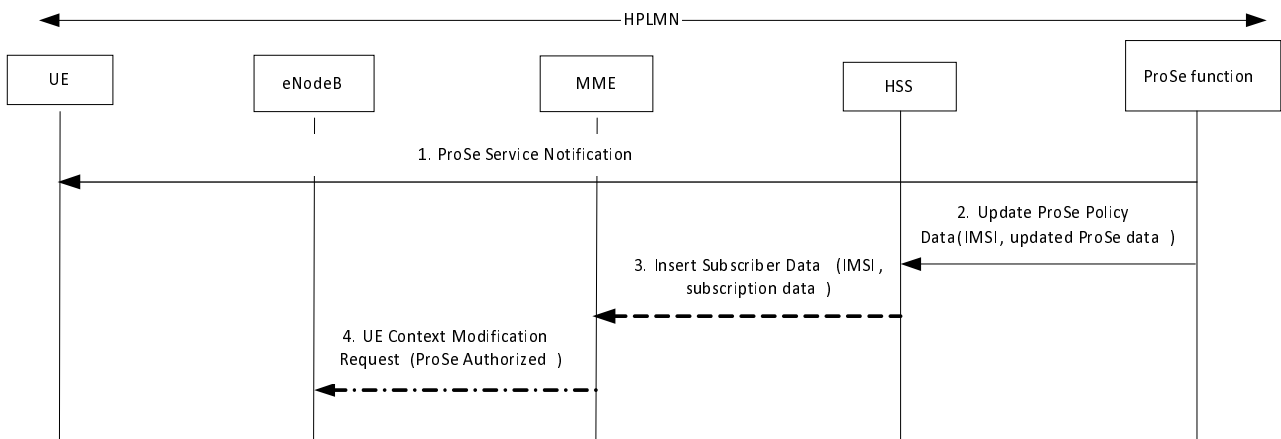 HPLMN
UE
eNodeB
MME
HSS
ProSe function
1. ProSe Service Notification
2. Update ProSe Policy
Data(IMSI, updated ProSe data )
3. Insert Subscriber Data (IMSI,
subscription data )
4. UE Context Modification
Request (ProSe Authorized )